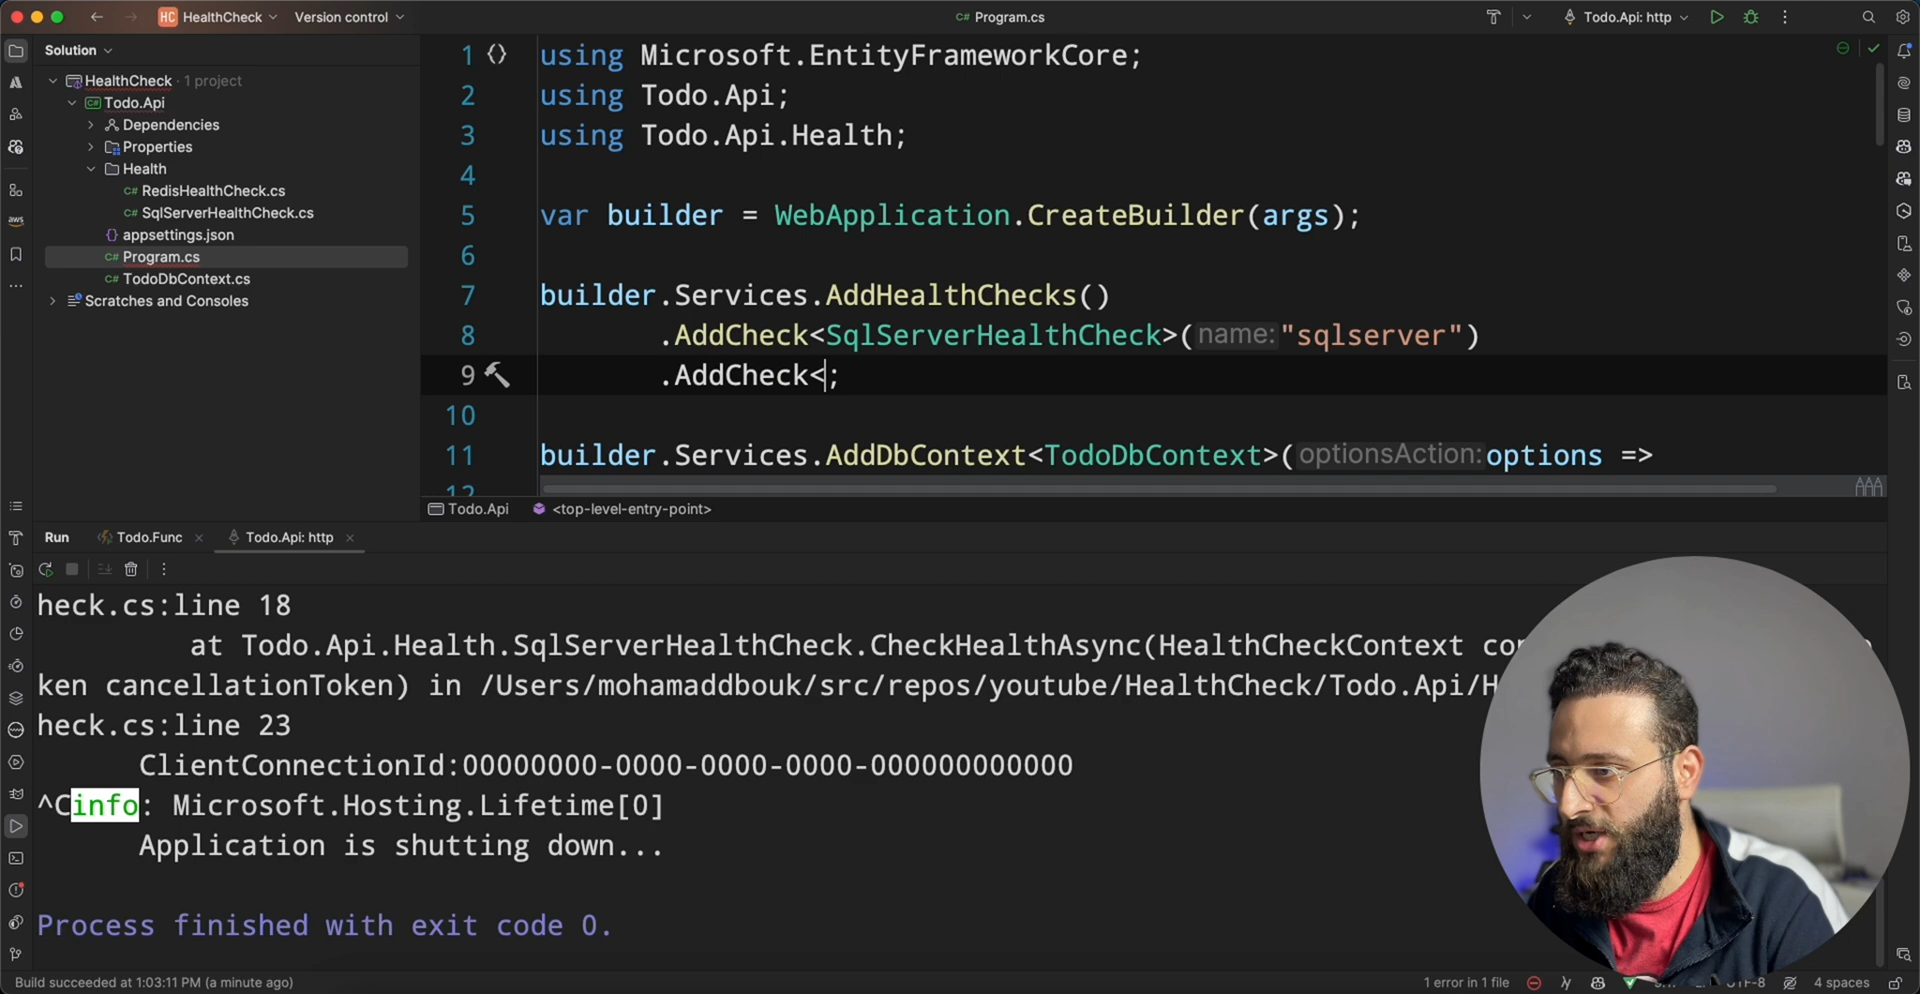 HC HealthCheck Version control Program.cs Todo.Api: http
Solution
HealthCheck · 1 project
Todo.Api
Dependencies
Properties
Health
C# RedisHealthCheck.cs
C# SqlServerHealthCheck.cs
{} appsettings.json
C# Program.cs
C# TodoDbContext.cs
Scratches and Consoles
aws
1 using Microsoft.EntityFrameworkCore;
2 using Todo.Api;
3 using Todo.Api.Health;
4
5 var builder = WebApplication.CreateBuilder(args);
6
7 builder.Services.AddHealthChecks()
8 .AddCheck<SqlServerHealthCheck>(name:"sqlserver")
9 .AddCheck<;
10
11 builder.Services.AddDbContext<TodoDbContext>(optionsAction:options =>
12
Todo.Api <top-level-entry-point>
Run Todo.Func Todo.Api: http
heck.cs:line 18
at Todo.Api.Health.SqlServerHealthCheck.CheckHealthAsync(HealthCheckContext
ken cancellationToken) in /Users/mohamaddbouk/src/repos/youtube/HealthCheck/Todo.Api/H
heck.cs:line 23
ClientConnectionId:00000000-0000-0000-0000-000000000000
^Cinfo: Microsoft.Hosting.Lifetime[0]
Application is shutting down...
Process finished with exit code 0.
Build succeeded at 1:03:11 PM (a minute ago) 1 error in 1 file UTF-8 4 spaces